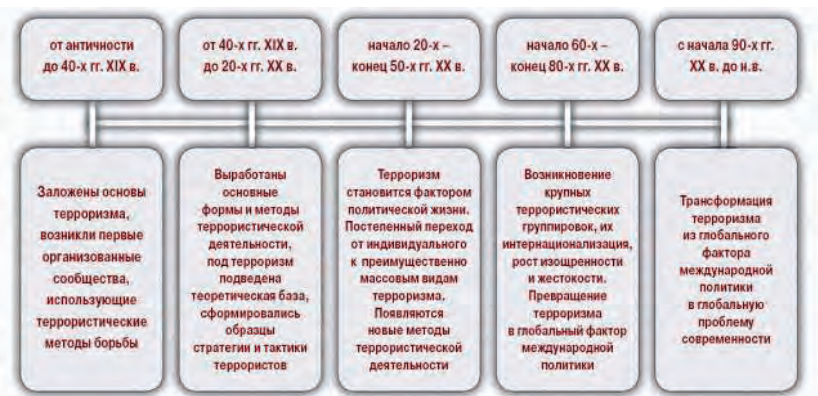 от античности
до 40-х гг. XIX в.
от 40-х гг. XIX в.
до 20-х гг. XX в.
начало 20-х –
конец 50-х гг. XX в.
начало 60-х –
конец 80-х гг. XX в.
с начала 90-х гг.
XX в. до н.в.
Заложены основы
терроризма,
возникли первые
организованные
сообщества,
использующие
террористические
методы борьбы
Выработаны
основные
формы и методы
террористической
деятельности,
под терроризм
подведена
теоретическая база,
сформировались
образцы
стратегии и тактики
террористов
Терроризм
становится фактором
политической жизни.
Постепенный переход
от индивидуального
к преимущественно
массовым видам
терроризма.
Появляются
новые методы
террористической
деятельности
Возникновение
крупных
террористических
группировок, их
интернационализация,
рост изощренности
и жестокости.
Превращение
терроризма
в глобальный фактор
международной
политики
Трансформация
терроризма
из глобального
фактора
международной
политики
в глобальную
проблему
современности